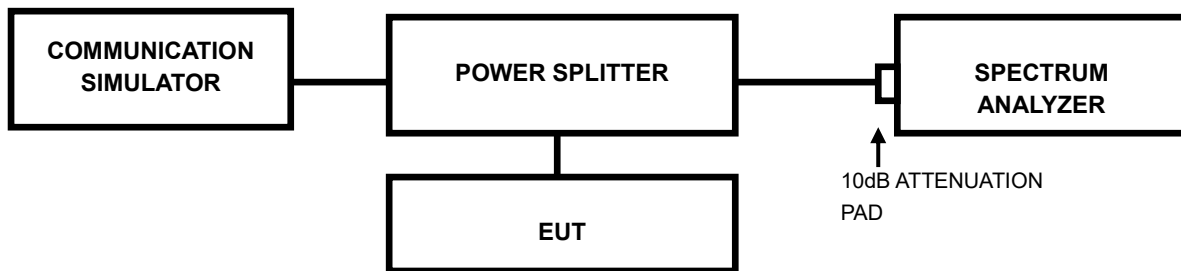 COMMUNICATION
SIMULATOR
POWER SPLITTER
SPECTRUM
ANALYZER
10dB ATTENUATION
PAD
EUT